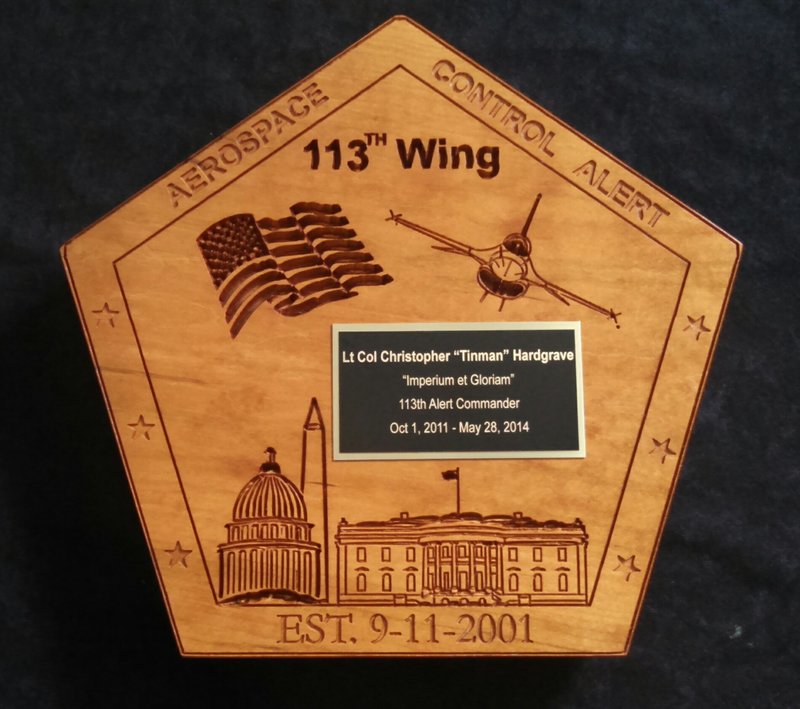 AEROSPACE CONTROL ALERT
113TH Wing
Lt Col Christopher “Tinman” Hardgrave
“Imperium et Gloriam”
113th Alert Commander
Oct 1, 2011 - May 28, 2014
EST. 9-11-2001